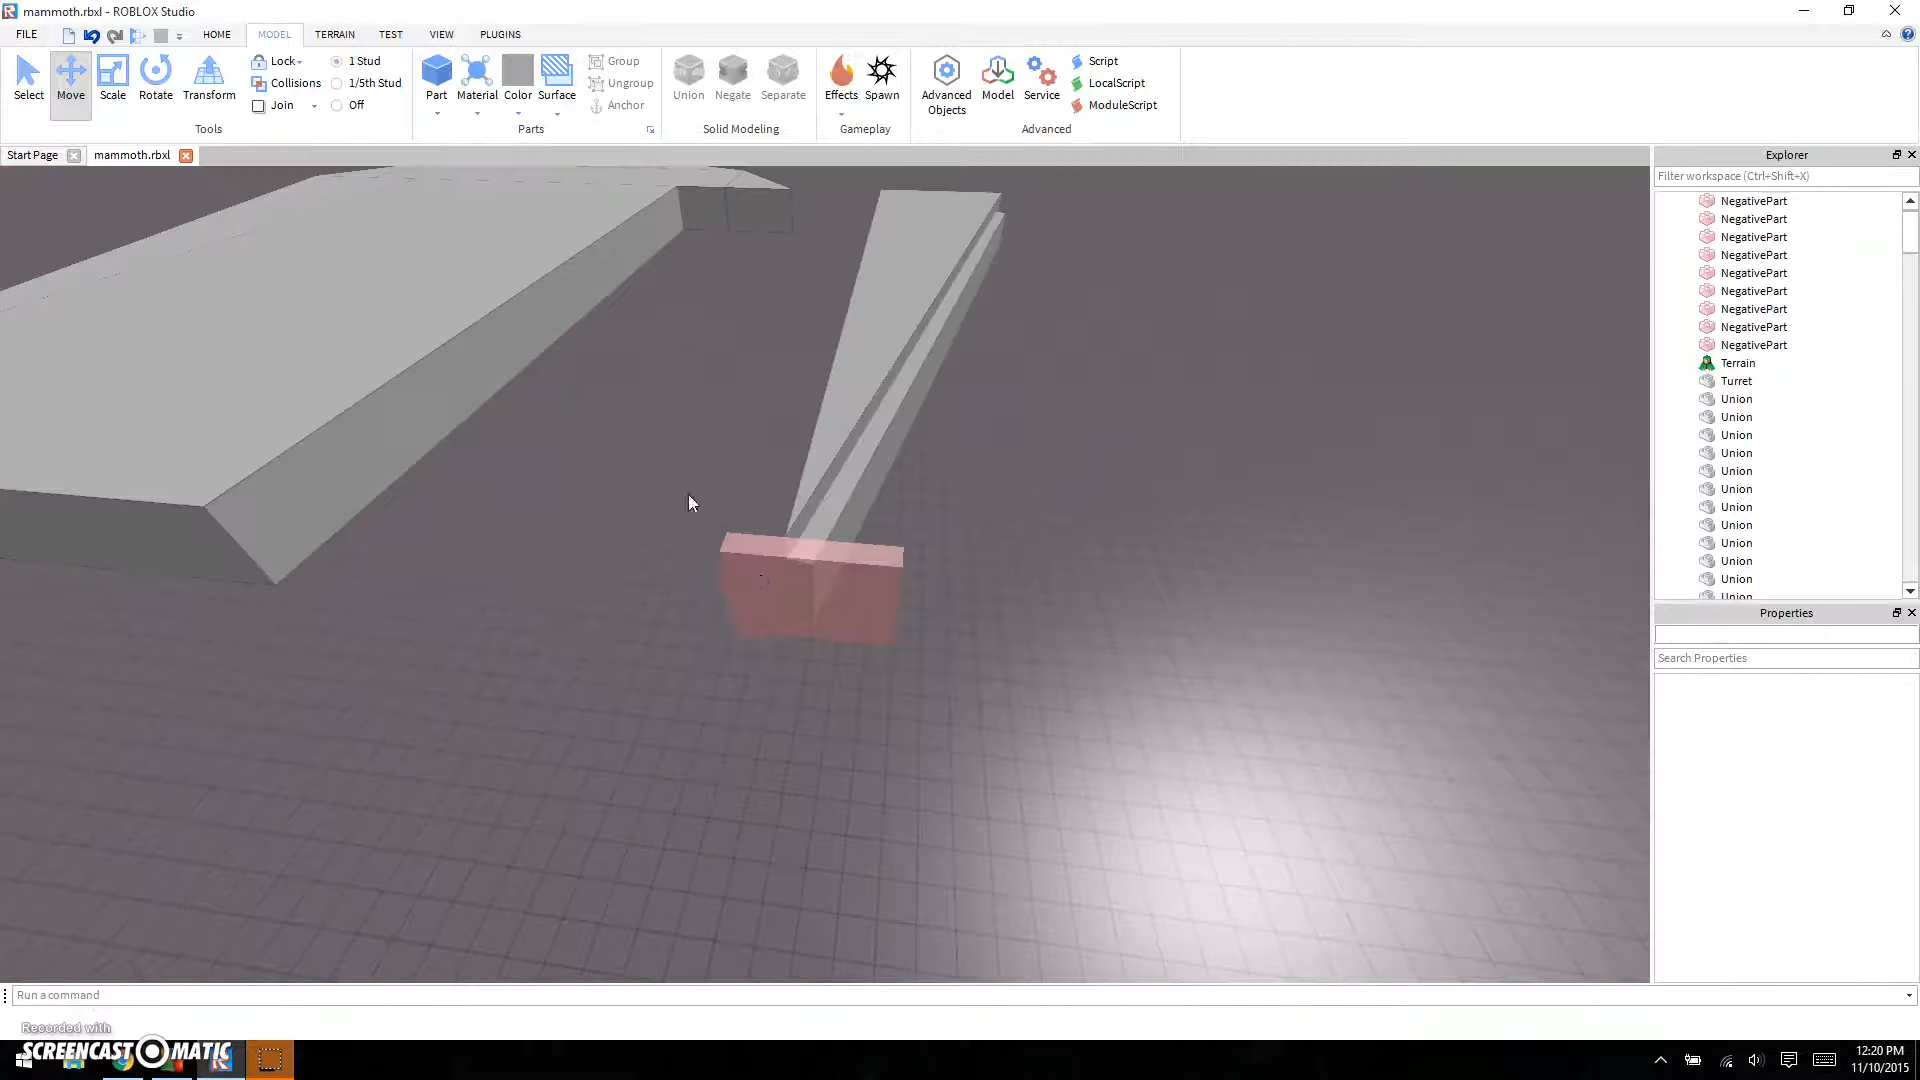 mammoth.rbxl - ROBLOX Studio
FILE HOME MODEL TERRAIN TEST VIEW PLUGINS
Select Move Scale Rotate Transform
Lock
Collisions
Join
1 Stud
1/5th Stud
Off
Tools
Part Material Color Surface
Group
Ungroup
Anchor
Parts
Union Negate Separate
Solid Modeling
Effects Spawn
Gameplay
Advanced Objects Model Service
Script
LocalScript
ModuleScript
Advanced
Start Page mammoth.rbxl
Explorer
Filter workspace (Ctrl+Shift+X)
NegativePart
NegativePart
NegativePart
NegativePart
NegativePart
NegativePart
NegativePart
NegativePart
NegativePart
Terrain
Turret
Union
Union
Union
Union
Union
Union
Union
Union
Union
Union
Union
Union
Properties
Search Properties
Run a command
Recorded with
SCREENCAST MATIC
12:20 PM
11/10/2015